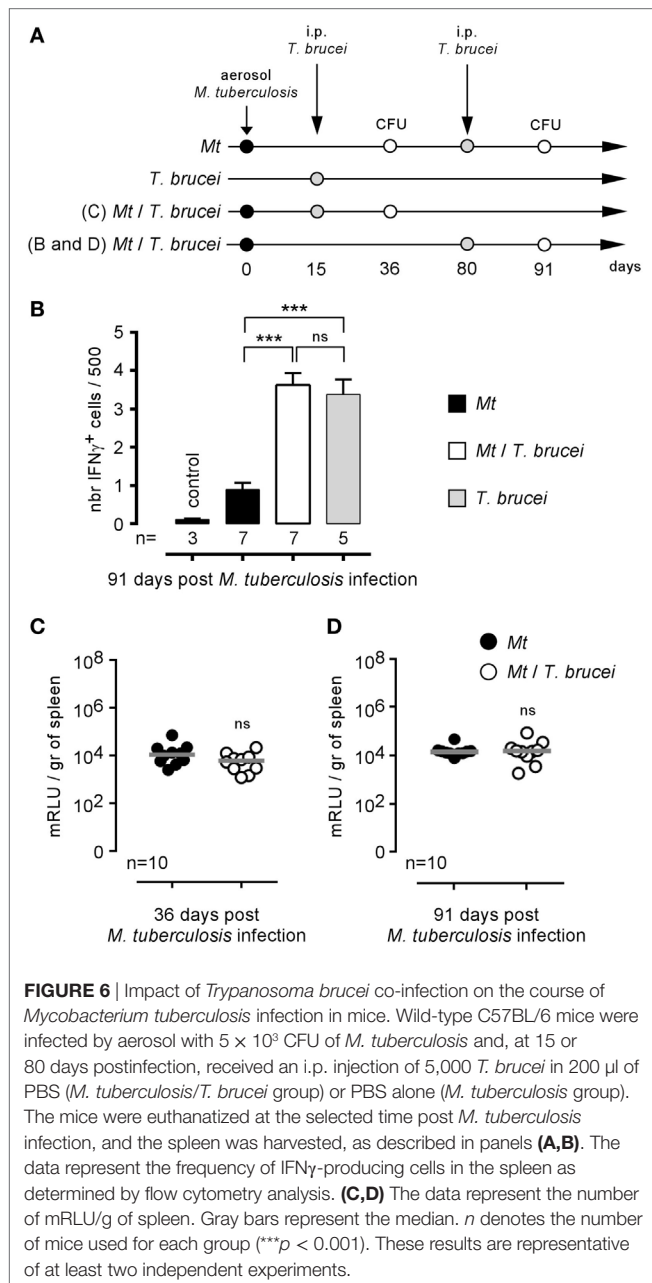 A
i.p.
T. brucei
i.p.
T. brucei
aerosol
M. tuberculosis
CFU
CFU
Mt
T. brucei
(C) Mt / T. brucei
(B and D) Mt / T. brucei
0 15 36 80 91 days
B
nbr IFNγ+ cells / 500
5
4
3
2
1
0
***
*** ns
control
n= 3 7 7 5
91 days post M. tuberculosis infection
Mt
Mt / T. brucei
T. brucei
C
mRLU / gr of spleen
10⁸
10⁶
10⁴
10²
0
ns
n=10
36 days post
M. tuberculosis infection
D
Mt
Mt / T. brucei
mRLU / gr of spleen
10⁸
10⁶
10⁴
10²
0
ns
n=10
91 days post
M. tuberculosis infection
FIGURE 6 | Impact of Trypanosoma brucei co-infection on the course of
Mycobacterium tuberculosis infection in mice. Wild-type C57BL/6 mice were
infected by aerosol with 5 × 10³ CFU of M. tuberculosis and, at 15 or
80 days postinfection, received an i.p. injection of 5,000 T. brucei in 200 µl of
PBS (M. tuberculosis/T. brucei group) or PBS alone (M. tuberculosis group).
The mice were euthanatized at the selected time post M. tuberculosis
infection, and the spleen was harvested, as described in panels (A,B). The
data represent the frequency of IFNγ-producing cells in the spleen as
determined by flow cytometry analysis. (C,D) The data represent the number
of mRLU/g of spleen. Gray bars represent the median. n denotes the number
of mice used for each group (***p < 0.001). These results are representative
of at least two independent experiments.